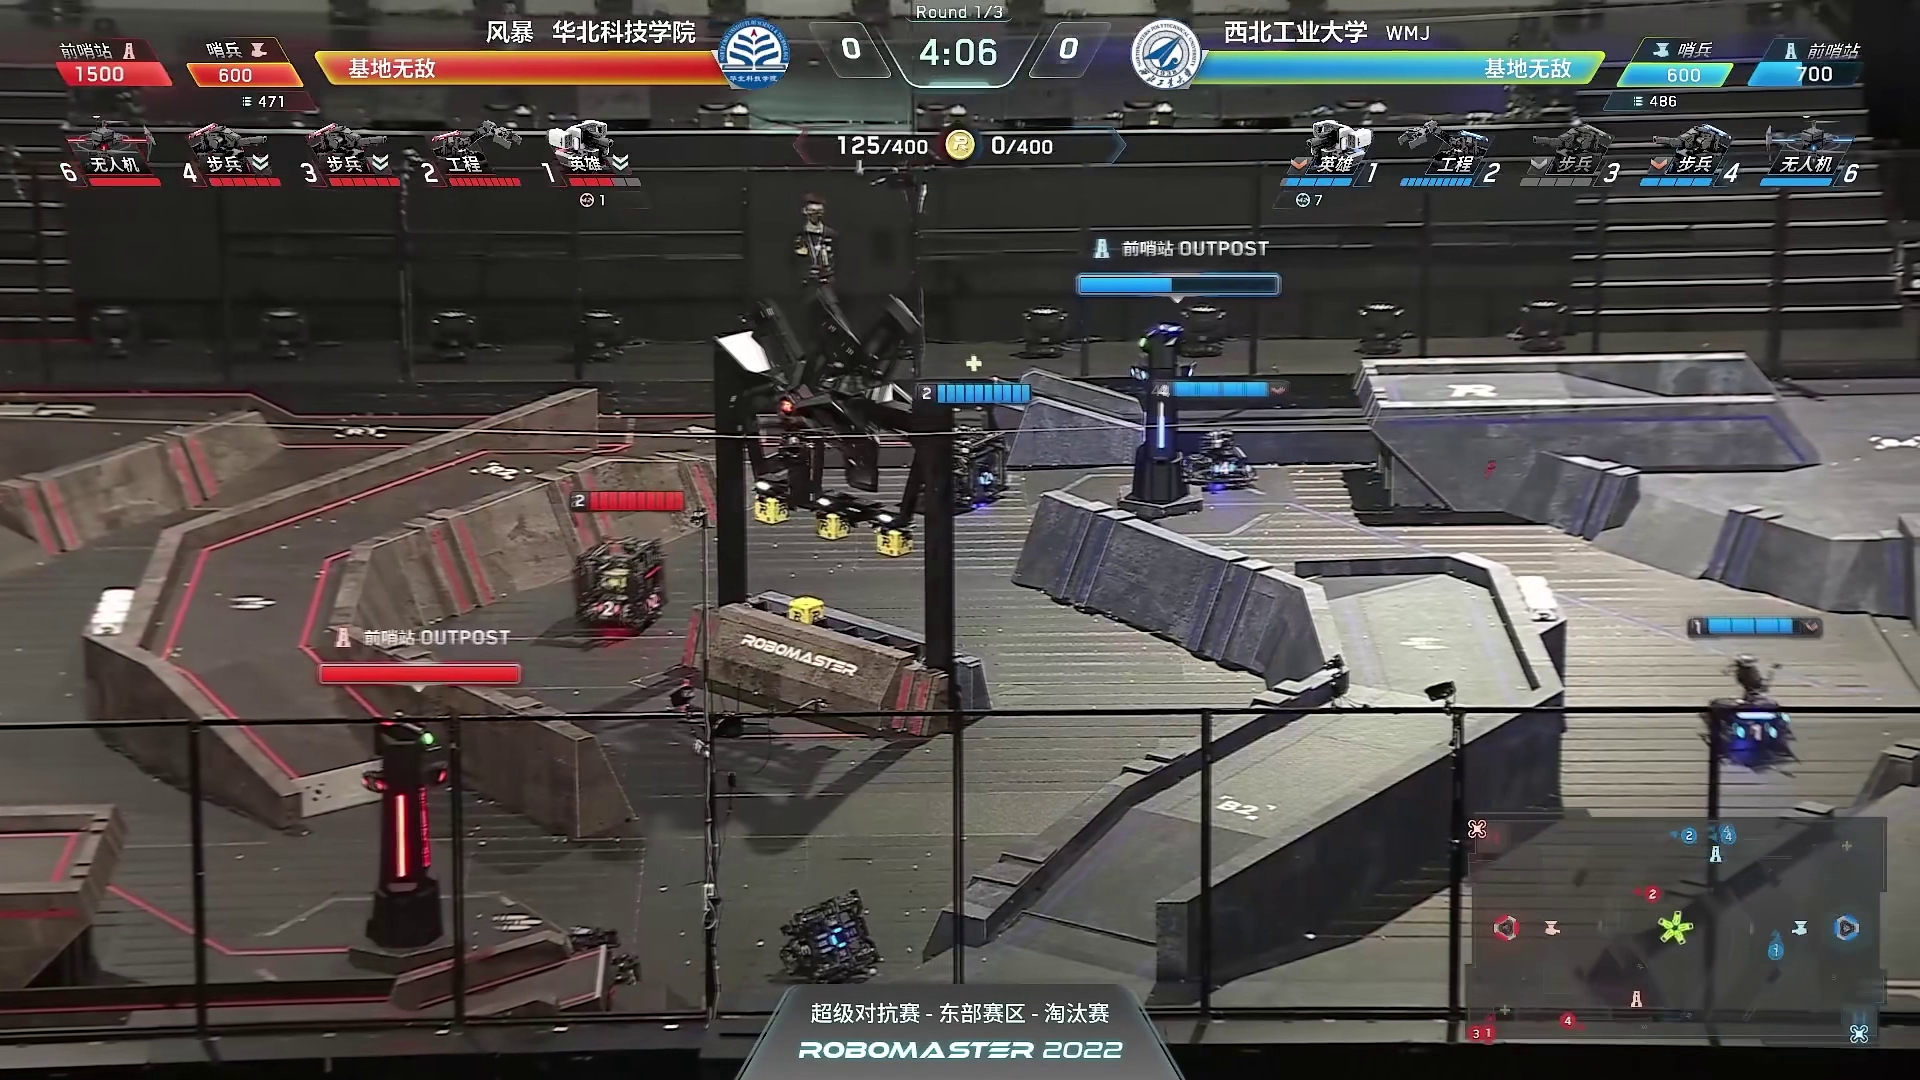 Round 1/3
风暴 华北科技学院
0
4:06
0
西北工业大学 WMJ
前哨站
1500
哨兵
600
471
基地无敌
基地无敌
哨兵
600
486
前哨站
700
125/400
0/400
6 无人机
4 步兵
3 步兵
2 工程
1 英雄
1
英雄 1
7
工程 2
步兵 3
步兵 4
无人机 6
前哨站 OUTPOST
2
4
2
前哨站 OUTPOST
ROBOMASTER
R2
B2
1
超级对抗赛 - 东部赛区 - 淘汰赛
ROBOMASTER 2022